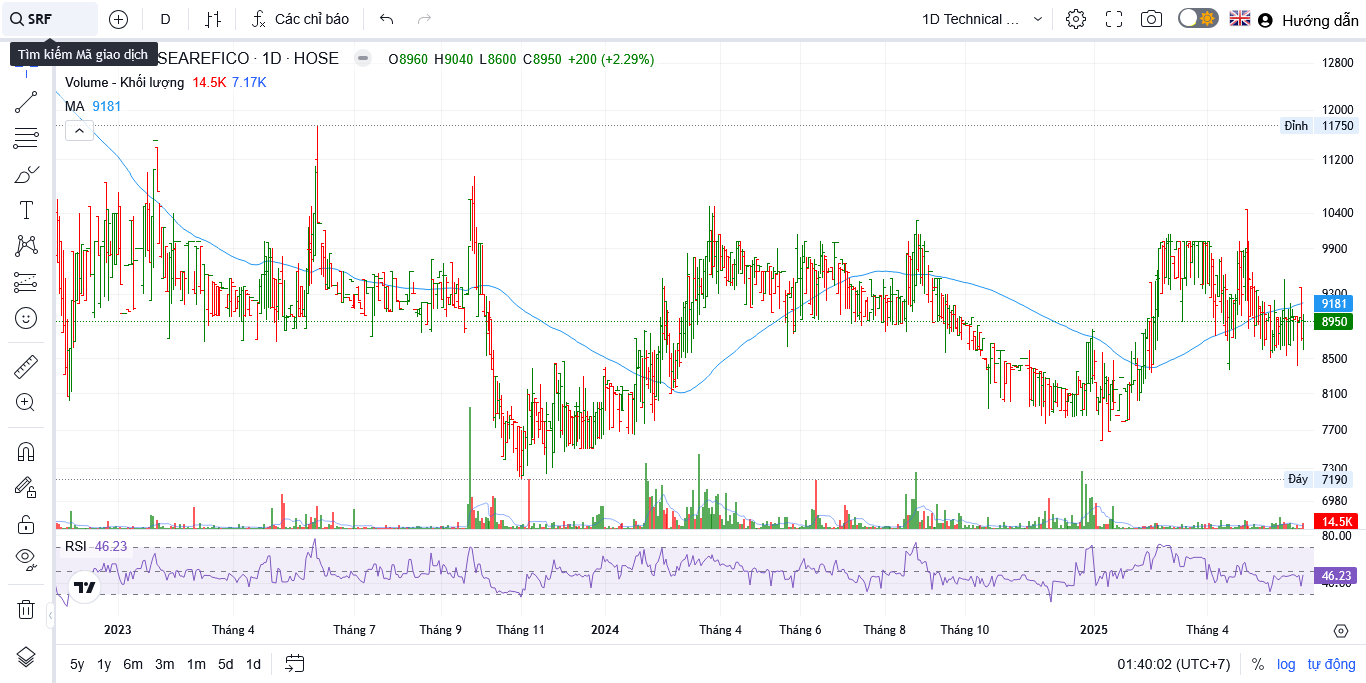 SRF D Các chỉ báo 1D Technical ... Hướng dẫn
Tìm kiếm Mã giao dịch
SEAREFICO · 1D · HOSE O8960 H9040 L8600 C8950 +200 (+2.29%)
Volume - Khối lượng 14.5K 7.17K
MA 9181
12800
12000
Đỉnh 11750
11200
10400
9900
9300
9181
8950
8500
8100
7700
7300
Đáy 7190
6980
14.5K
80.00
RSI 46.23
46.23
40.00
2023 Tháng 4 Tháng 7 Tháng 9 Tháng 11 2024 Tháng 4 Tháng 6 Tháng 8 Tháng 10 2025 Tháng 4
5y 1y 6m 3m 1m 5d 1d 01:40:02 (UTC+7) % log tự động